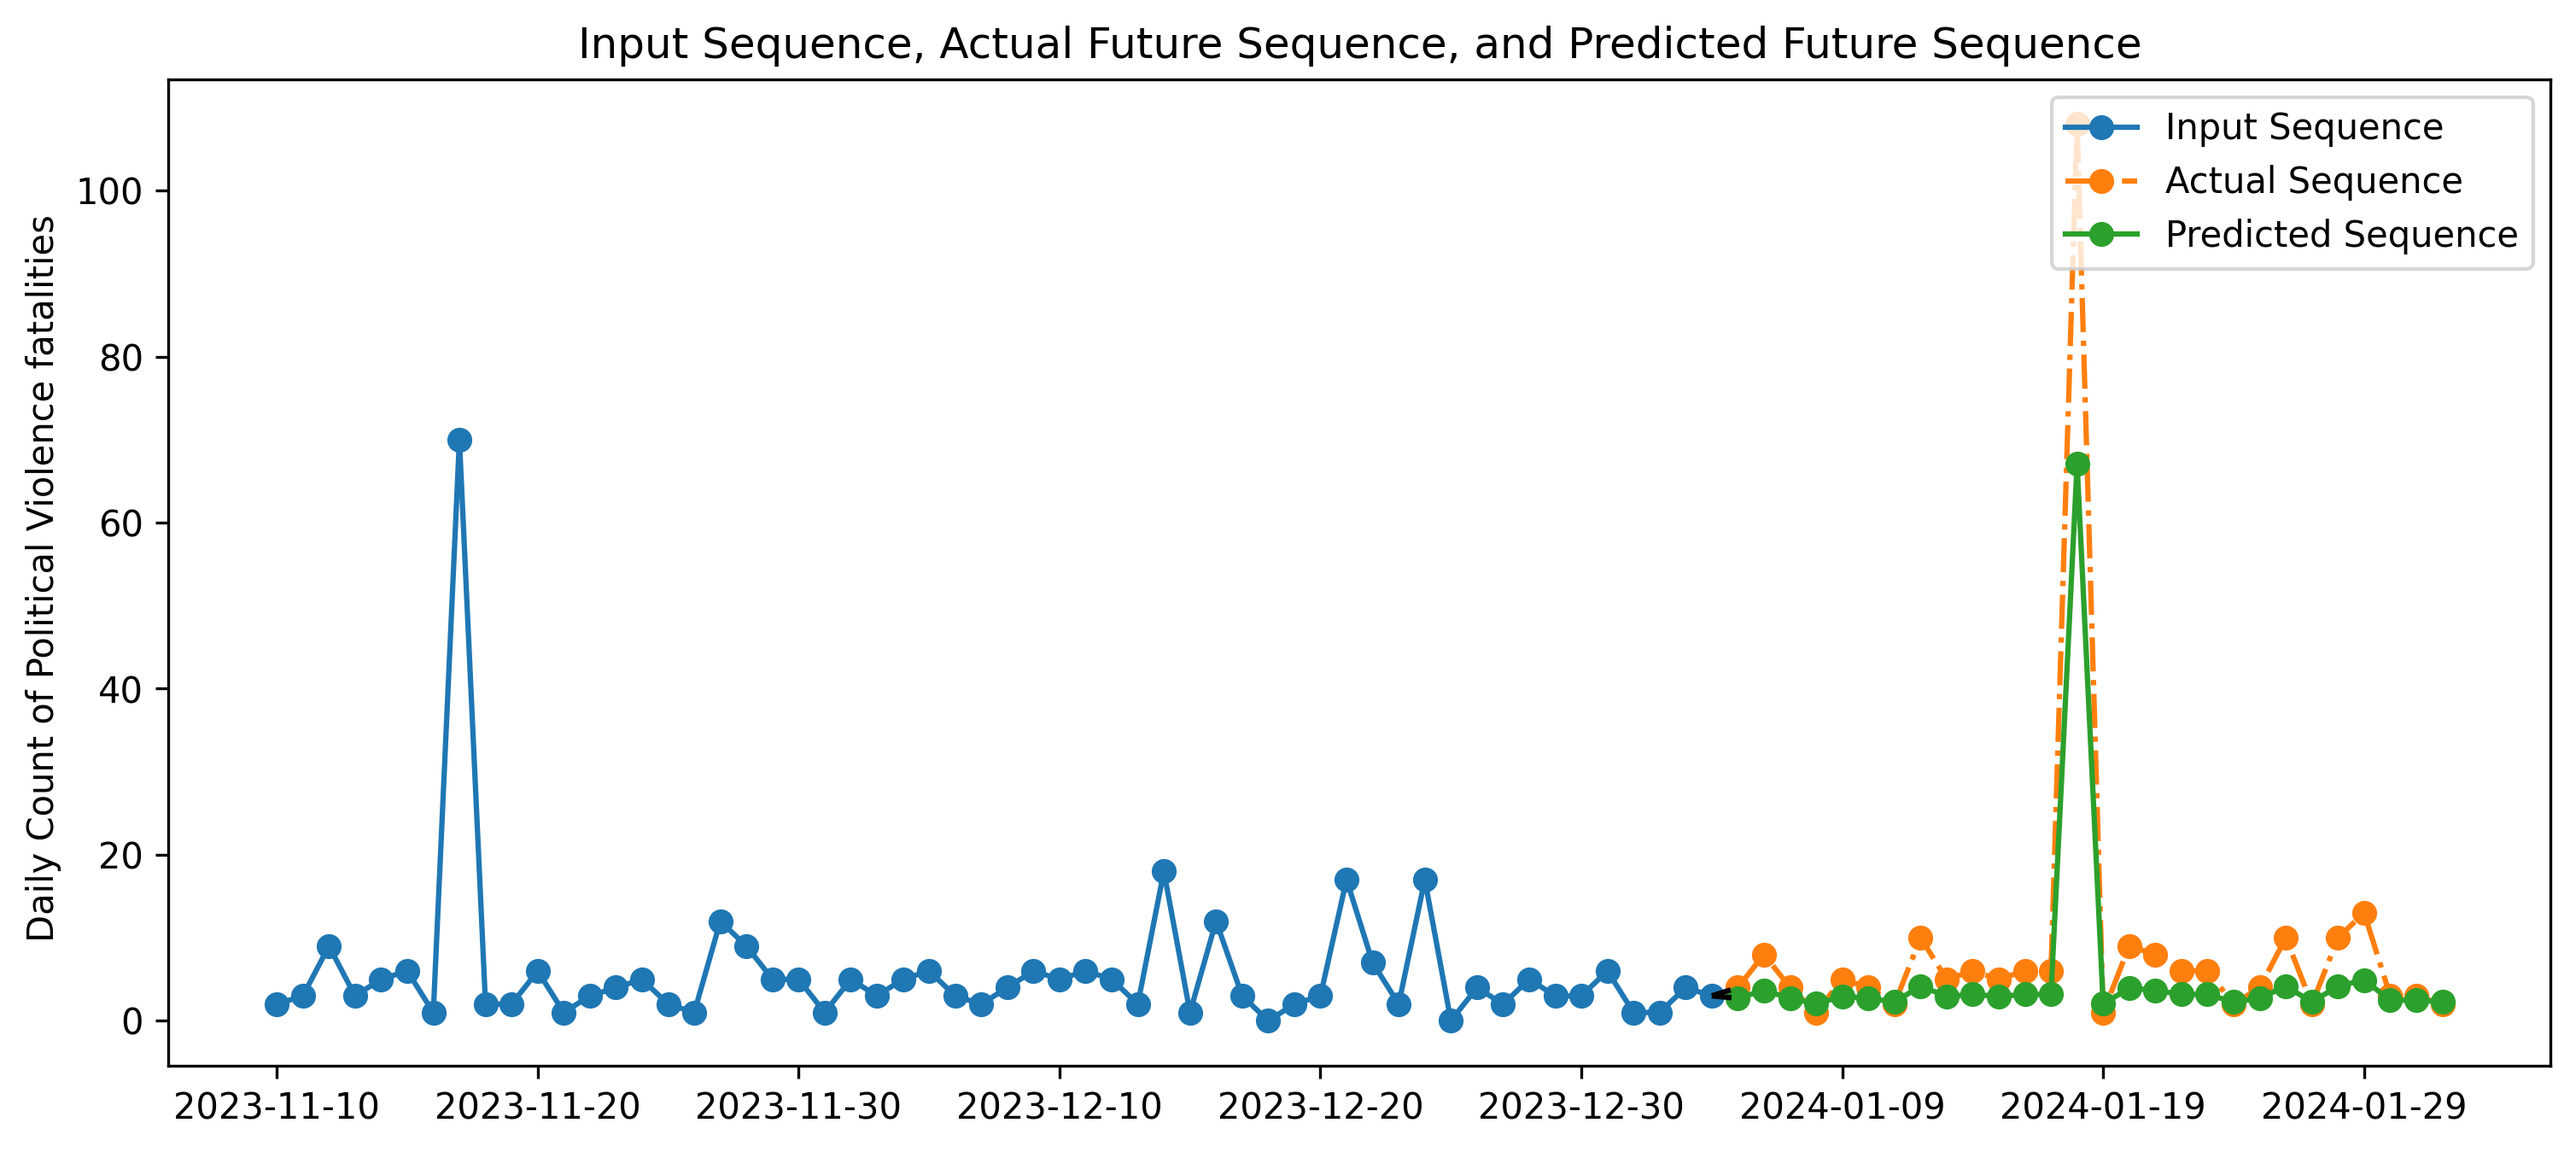 Input Sequence, Actual Future Sequence, and Predicted Future Sequence
Daily Count of Political Violence fatalities
100
80
60
40
20
0
Input Sequence
Actual Sequence
Predicted Sequence
2023-11-10 2023-11-20 2023-11-30 2023-12-10 2023-12-20 2023-12-30 2024-01-09 2024-01-19 2024-01-29